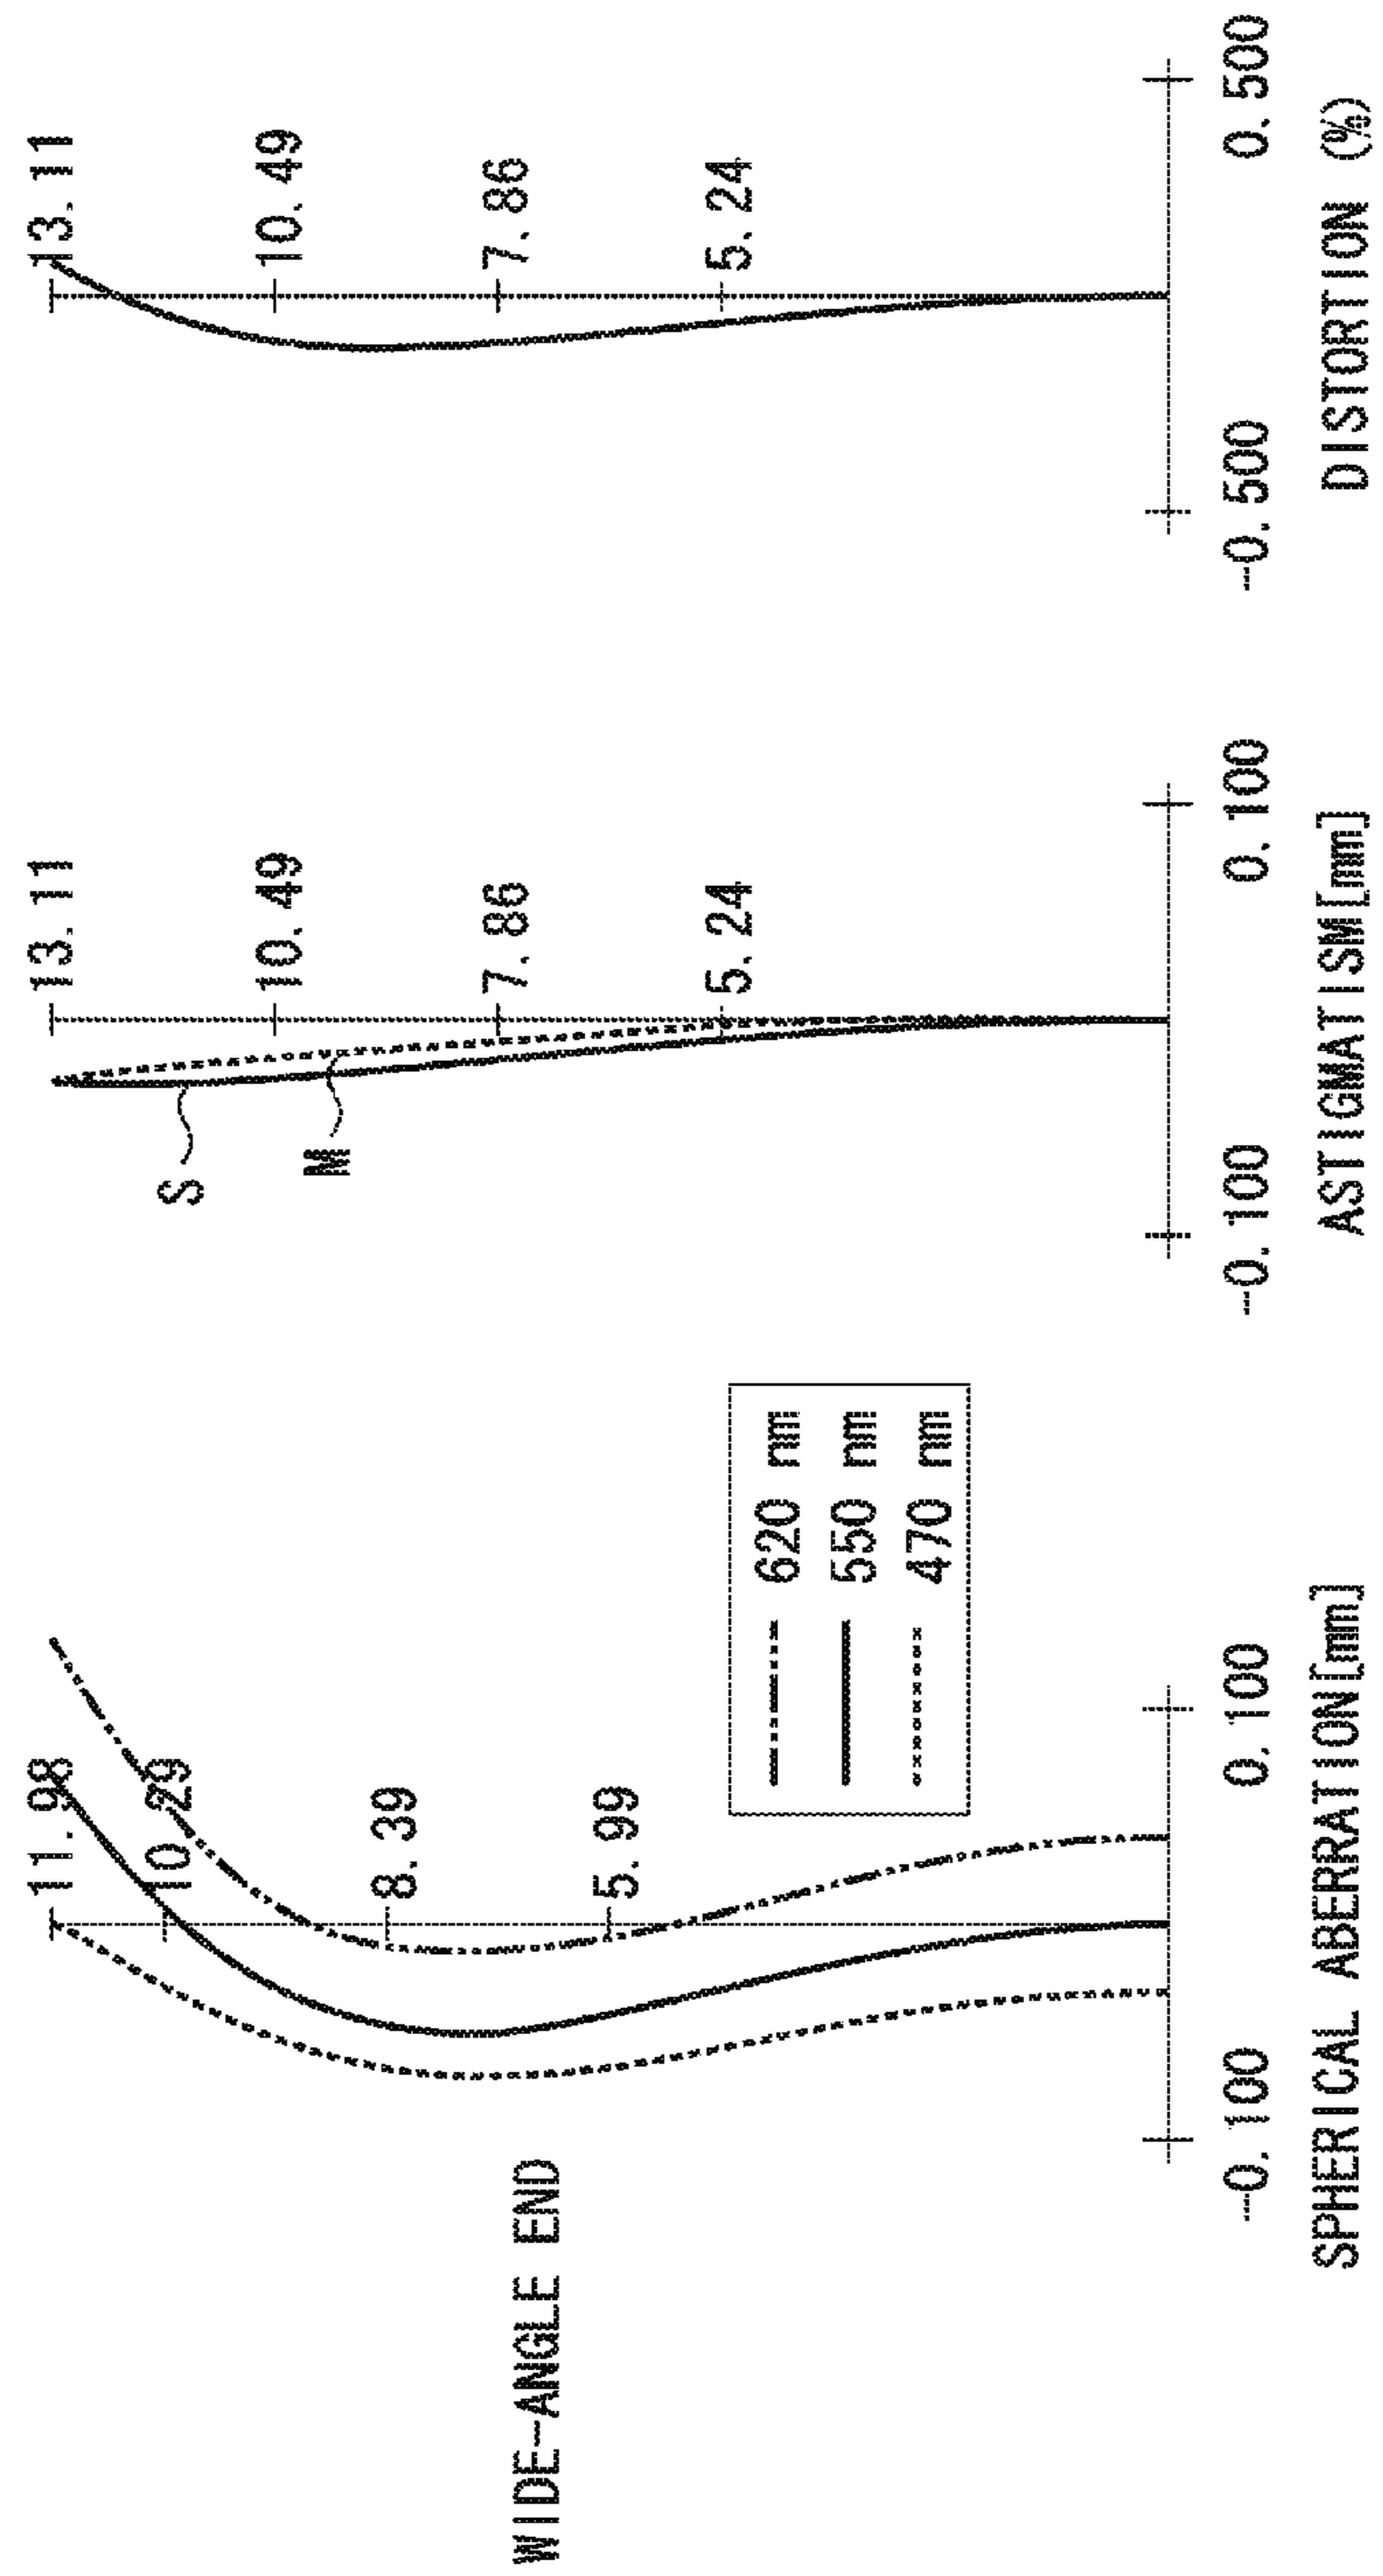 WIDE-ANGLE END
11. 98
10. 29
8. 39
5. 99
620 nm
550 nm
470 nm
-0. 100
0. 100
SPHERICAL ABERRATION[mm]
13. 11
10. 49
7. 86
5. 24
S
M
-0. 100
0. 100
ASTIGMATISM[mm]
13. 11
10. 49
7. 86
5. 24
-0. 500
0. 500
DISTORTION (%)